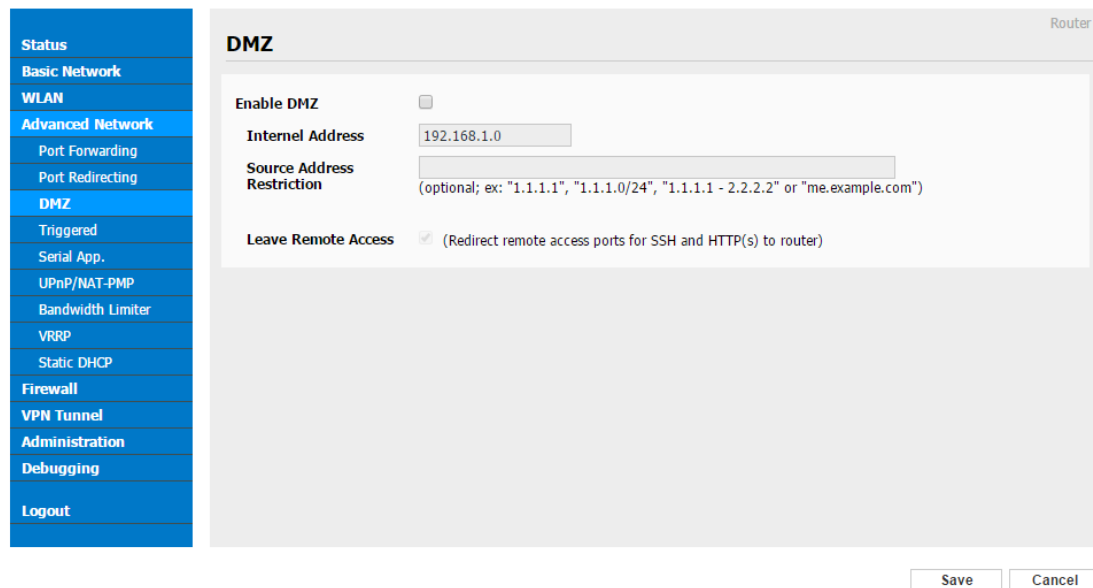 Router
Status
Basic Network
WLAN
Advanced Network
Port Forwarding
Port Redirecting
DMZ
Triggered
Serial App.
UPnP/NAT-PMP
Bandwidth Limiter
VRRP
Static DHCP
Firewall
VPN Tunnel
Administration
Debugging
Logout
DMZ
Enable DMZ
Internal Address 192.168.1.0
Source Address
Restriction
(optional; ex: "1.1.1.1", "1.1.1.0/24", "1.1.1.1 - 2.2.2.2" or "me.example.com")
Leave Remote Access (Redirect remote access ports for SSH and HTTP(s) to router)
Save Cancel